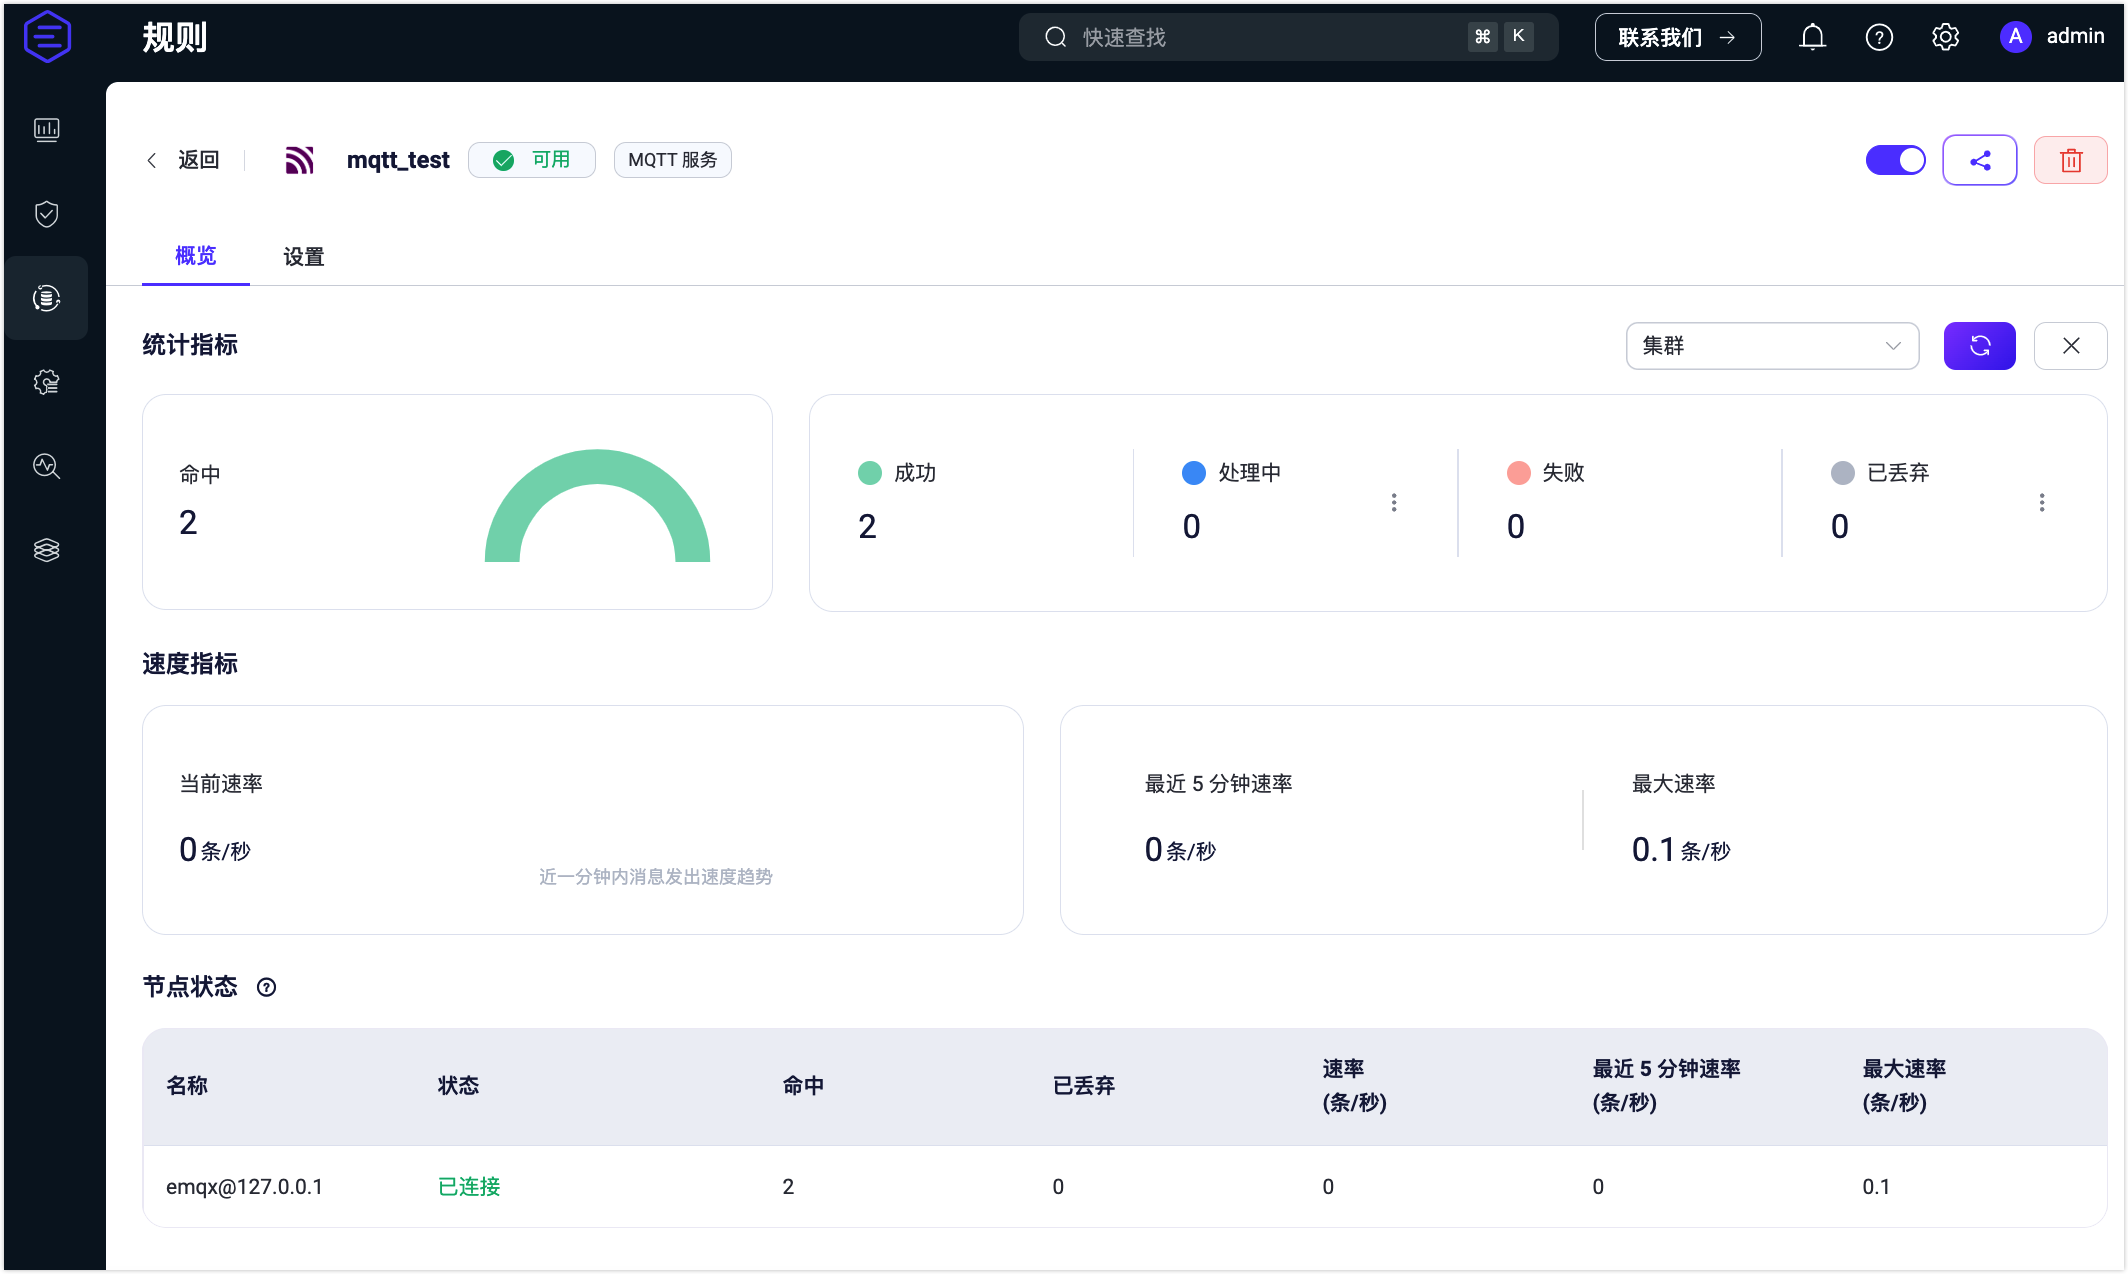 规则
快速查找
⌘ K
联系我们 →
A admin
返回
mqtt_test
可用
MQTT 服务
概览
设置
统计指标
集群
命中
2
成功
2
处理中
0
失败
0
已丢弃
0
速度指标
当前速率
0条/秒
近一分钟内消息发出速度趋势
最近 5 分钟速率
0条/秒
最大速率
0.1条/秒
节点状态
名称 状态 命中 已丢弃 速率 (条/秒) 最近 5 分钟速率 (条/秒) 最大速率 (条/秒)
emqx@127.0.0.1 已连接 2 0 0 0 0.1